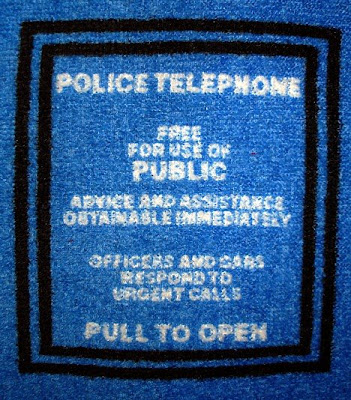 POLICE TELEPHONE
FREE
FOR USE OF
PUBLIC
ADVICE AND ASSISTANCE
OBTAINABLE IMMEDIATELY
OFFICERS AND CARS
RESPOND TO
URGENT CALLS
PULL TO OPEN